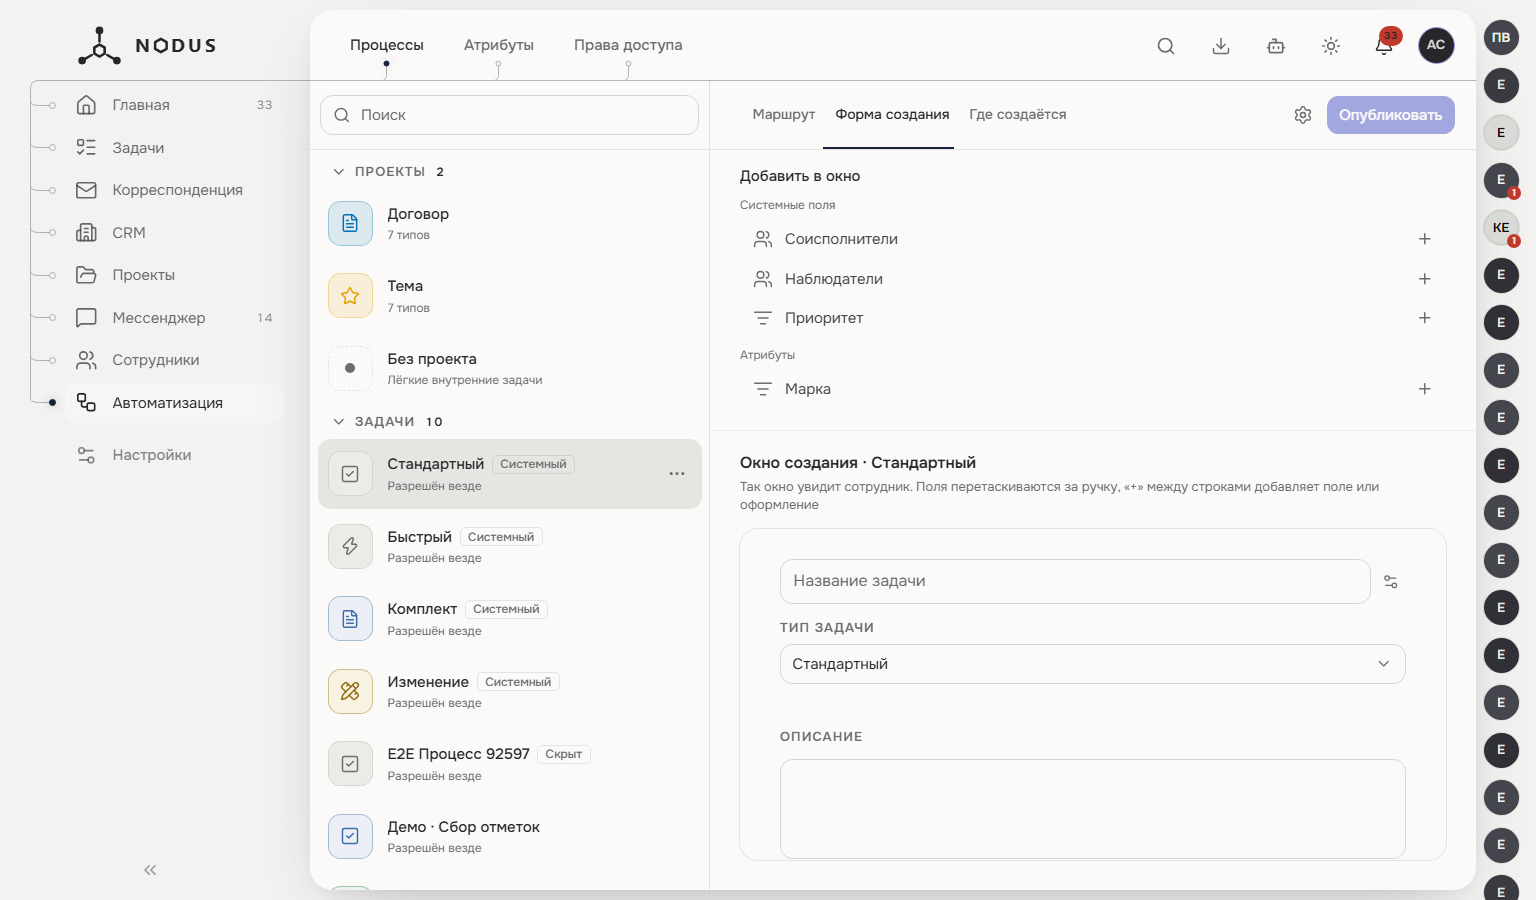 NODUS
Главная 33
Задачи
Корреспонденция
CRM
Проекты
Мессенджер 14
Сотрудники
Автоматизация
Настройки
Процессы Атрибуты Права доступа
33
АС
Поиск
ПРОЕКТЫ 2
Договор
7 типов
Тема
7 типов
Без проекта
Лёгкие внутренние задачи
ЗАДАЧИ 10
Стандартный Системный
Разрешён везде
Быстрый Системный
Разрешён везде
Комплект Системный
Разрешён везде
Изменение Системный
Разрешён везде
E2E Процесс 92597 Скрыт
Разрешён везде
Демо · Сбор отметок
Разрешён везде
Маршрут Форма создания Где создаётся
Опубликовать
Добавить в окно
Системные поля
Соисполнители
Наблюдатели
Приоритет
Атрибуты
Марка
Окно создания · Стандартный
Так окно увидит сотрудник. Поля перетаскиваются за ручку, «+» между строками добавляет поле или
оформление
Название задачи
ТИП ЗАДАЧИ
Стандартный
ОПИСАНИЕ
ПВ
E
E
E
1
KE
1
E
E
E
E
E
E
E
E
E
E
E
E
E
E